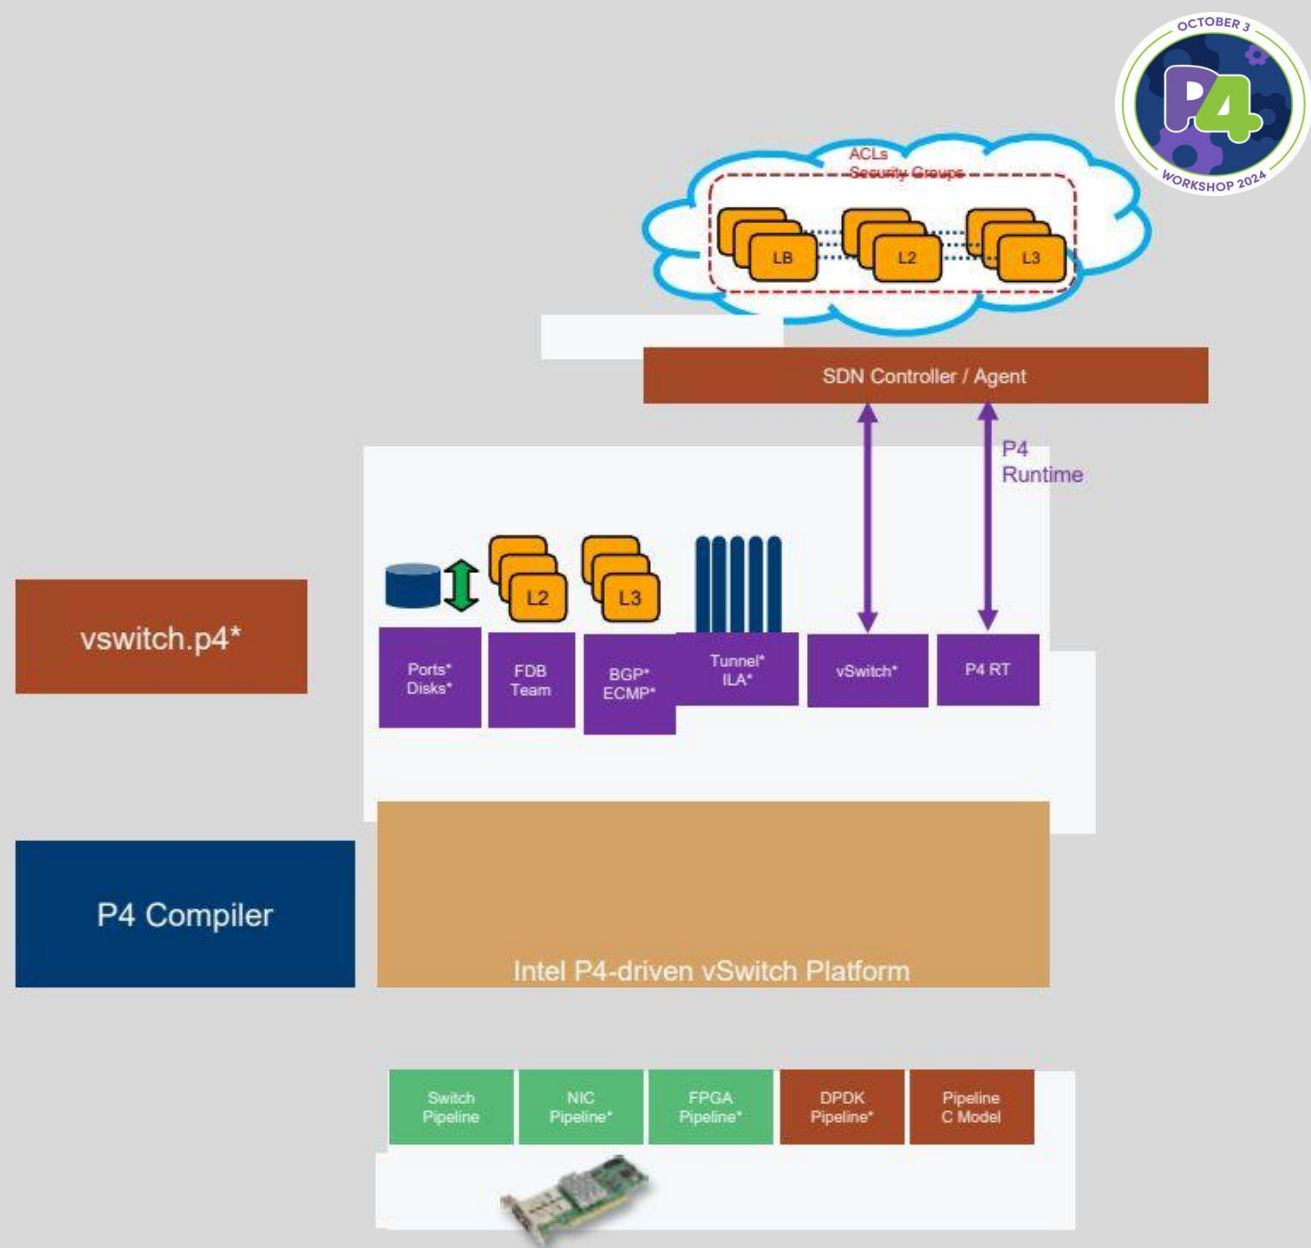 OCTOBER 3
P4
WORKSHOP 2024
ACLs
Security Groups
LB
L2
L3
SDN Controller / Agent
P4
Runtime
L2
L3
vswitch.p4*
Ports*
Disks*
FDB
Team
BGP*
ECMP*
Tunnel*
ILA*
vSwitch*
P4 RT
P4 Compiler
Intel P4-driven vSwitch Platform
Switch
Pipeline
NIC
Pipeline*
FPGA
Pipeline*
DPDK
Pipeline*
Pipeline
C Model